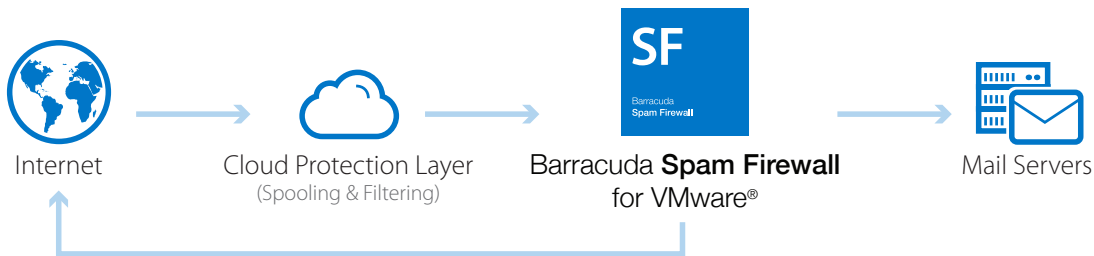 SF
Barracuda
Spam Firewall
Internet
Cloud Protection Layer
(Spooling & Filtering)
Barracuda Spam Firewall
for VMware®
Mail Servers